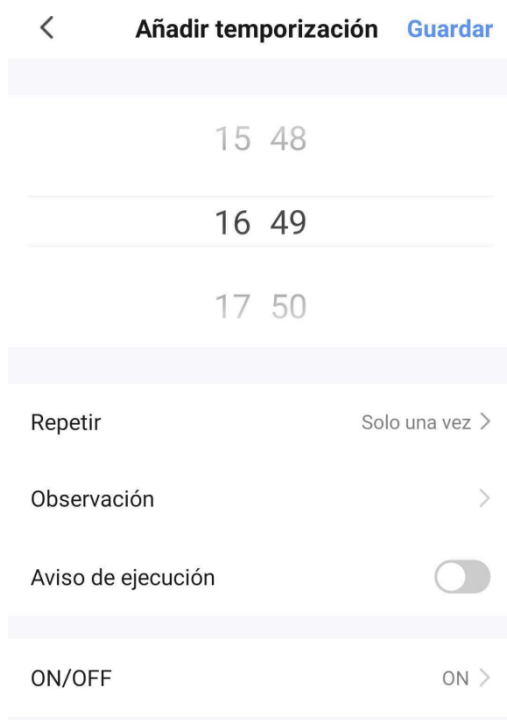 Añadir temporización Guardar
15 48
16 49
17 50
Repetir Solo una vez
Observación
Aviso de ejecución
ON/OFF ON